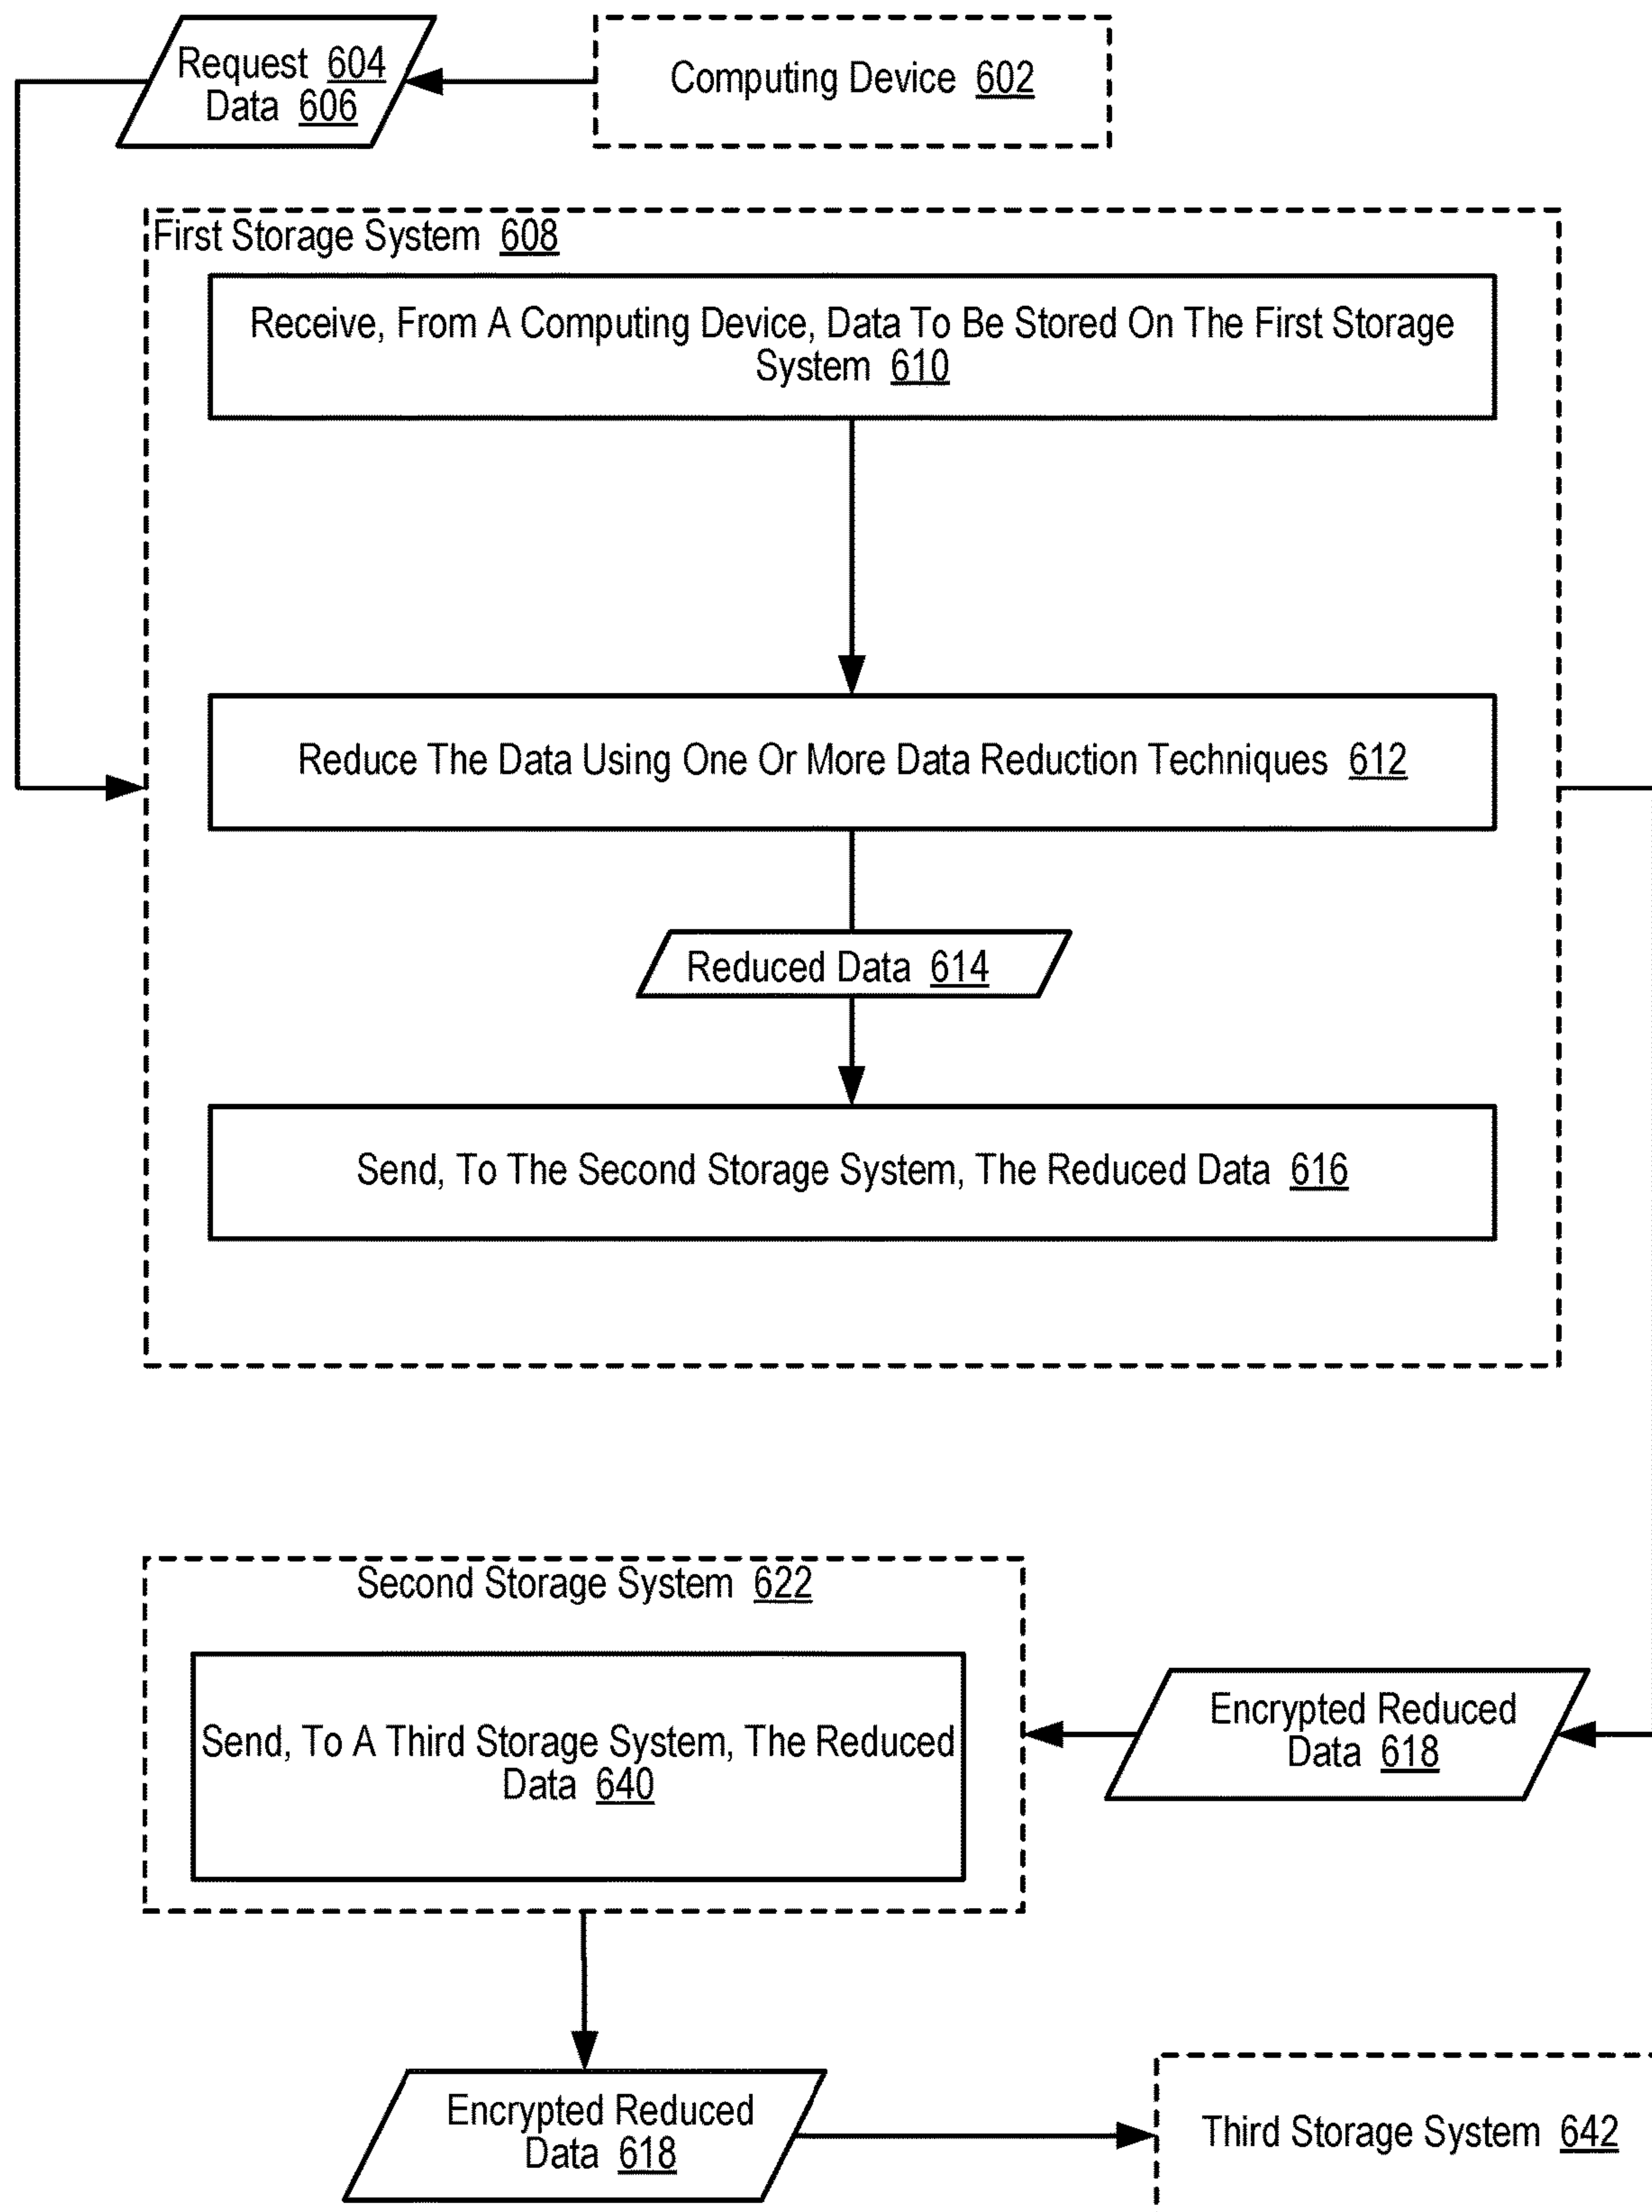 Request 604
Data 606
Computing Device 602
First Storage System 608
Receive, From A Computing Device, Data To Be Stored On The First Storage
System 610
Reduce The Data Using One Or More Data Reduction Techniques 612
Reduced Data 614
Send, To The Second Storage System, The Reduced Data 616
Second Storage System 622
Send, To A Third Storage System, The Reduced
Data 640
Encrypted Reduced
Data 618
Encrypted Reduced
Data 618
Third Storage System 642